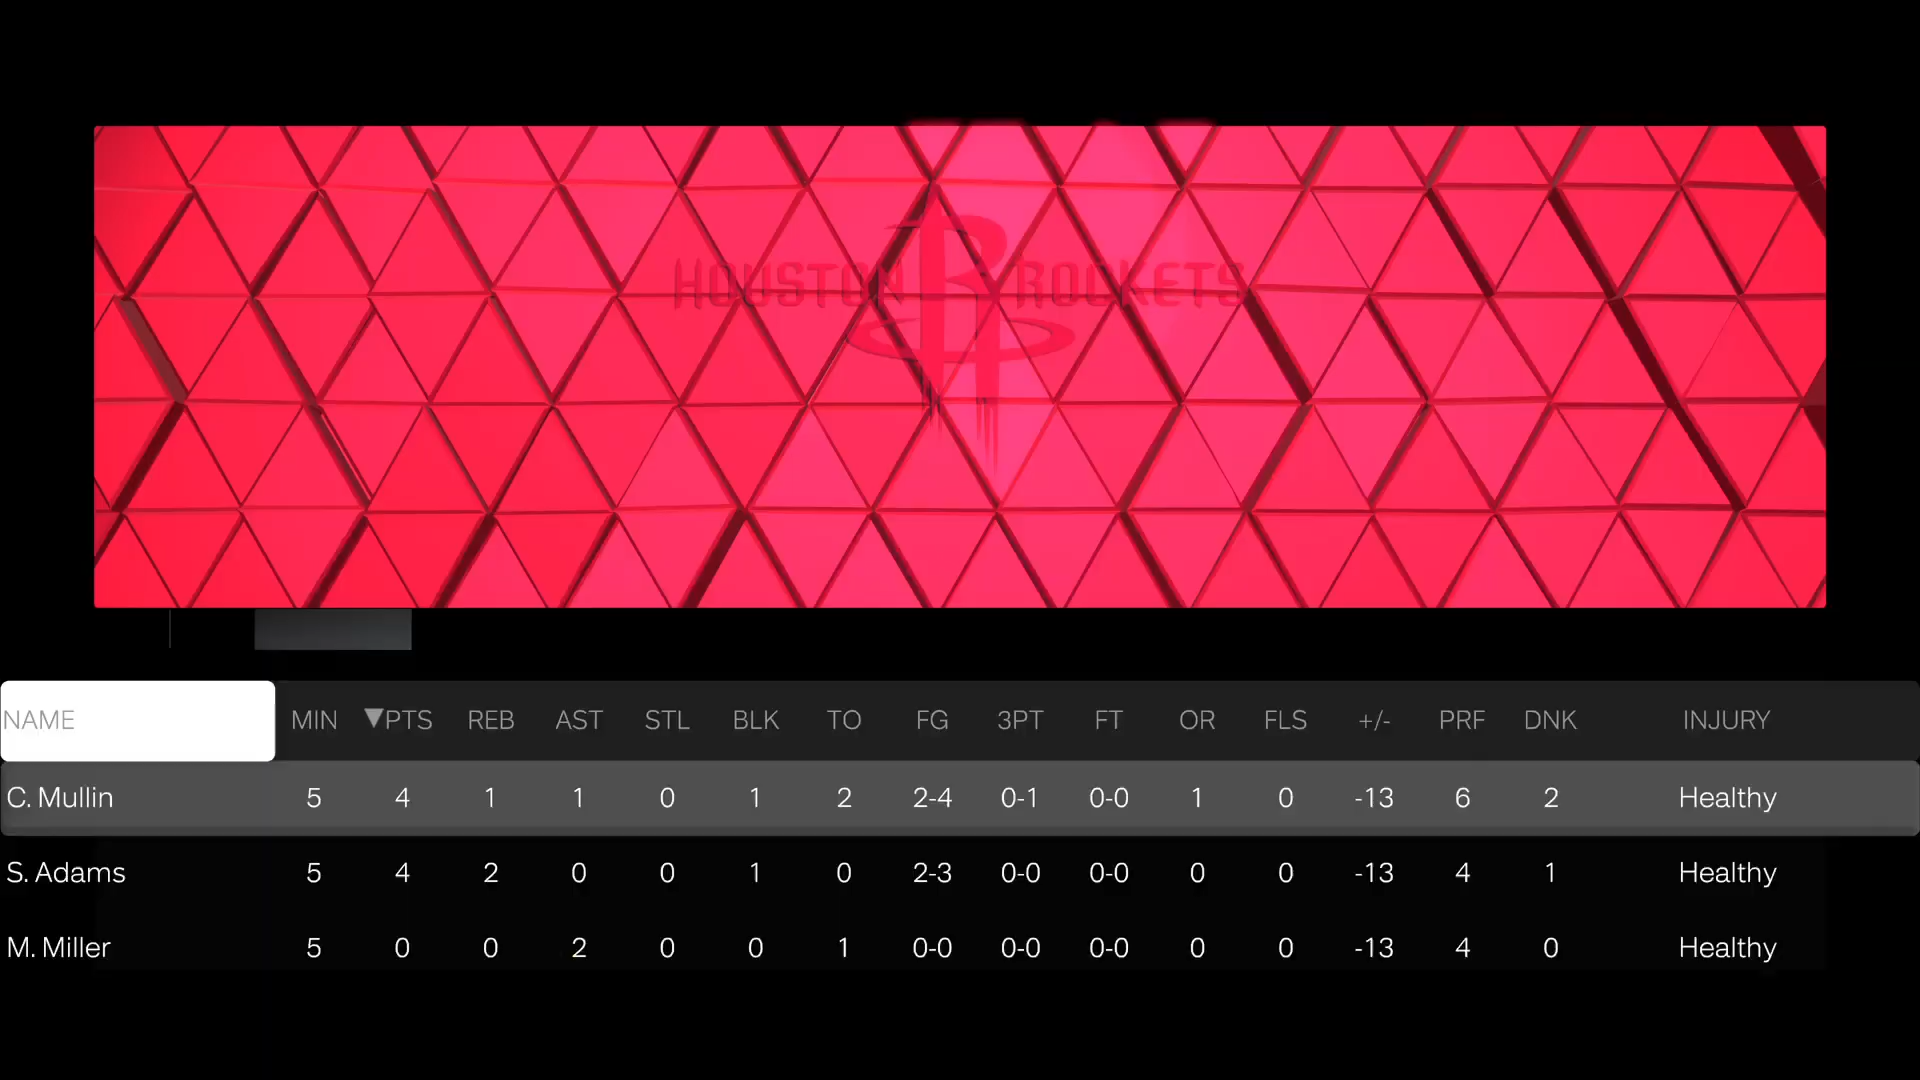 HOUSTON ROCKETS
NAME MIN ▼PTS REB AST STL BLK TO FG 3PT FT OR FLS +/- PRF DNK INJURY
C. Mullin 5 4 1 1 0 1 2 2-4 0-1 0-0 1 0 -13 6 2 Healthy
S. Adams 5 4 2 0 0 1 0 2-3 0-0 0-0 0 0 -13 4 1 Healthy
M. Miller 5 0 0 2 0 0 1 0-0 0-0 0-0 0 0 -13 4 0 Healthy